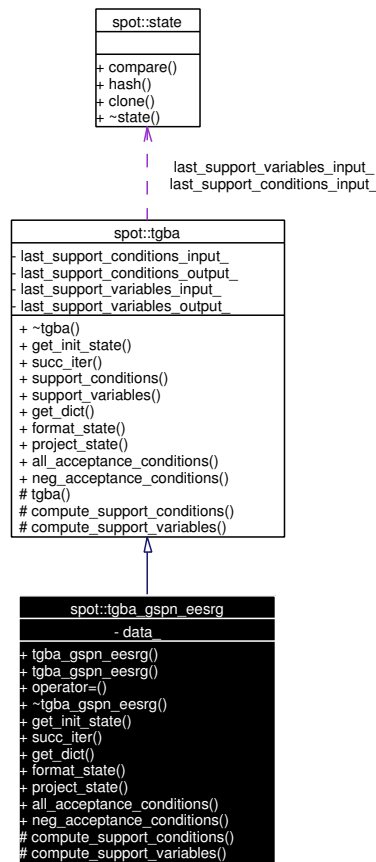 spot::state
+ compare()
+ hash()
+ clone()
+ ~state()
last_support_variables_input_
last_support_conditions_input_
spot::tgba
- last_support_conditions_input_
- last_support_conditions_output_
- last_support_variables_input_
- last_support_variables_output_
+ ~tgba()
+ get_init_state()
+ succ_iter()
+ support_conditions()
+ support_variables()
+ get_dict()
+ format_state()
+ project_state()
+ all_acceptance_conditions()
+ neg_acceptance_conditions()
# tgba()
# compute_support_conditions()
# compute_support_variables()
spot::tgba_gspn_eesrg
- data_
+ tgba_gspn_eesrg()
+ tgba_gspn_eesrg()
+ operator=()
+ ~tgba_gspn_eesrg()
+ get_init_state()
+ succ_iter()
+ get_dict()
+ format_state()
+ project_state()
+ all_acceptance_conditions()
+ neg_acceptance_conditions()
# compute_support_conditions()
# compute_support_variables()